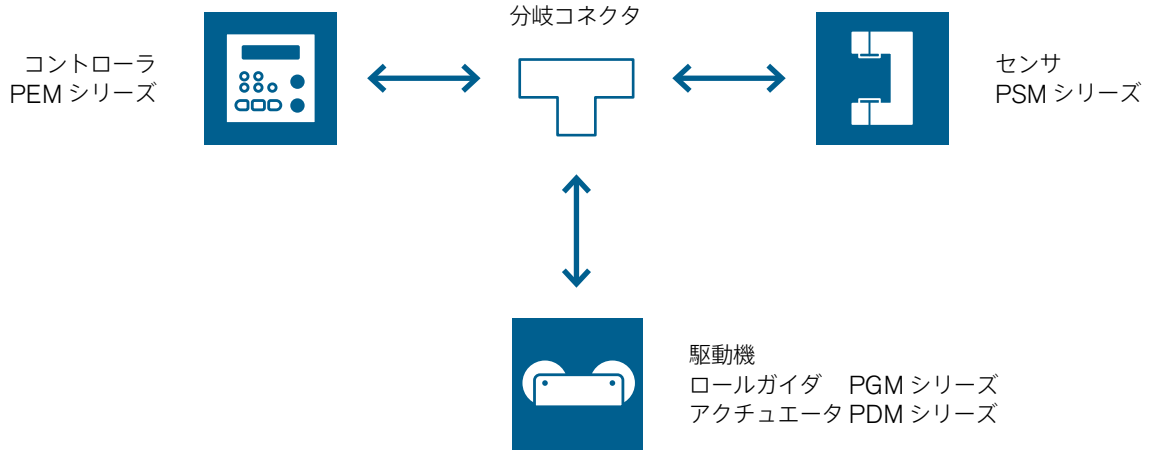 分岐コネクタ
コントローラ
PEM シリーズ
センサ
PSM シリーズ
駆動機
ロールガイダ　PGM シリーズ
アクチュエータ PDM シリーズ